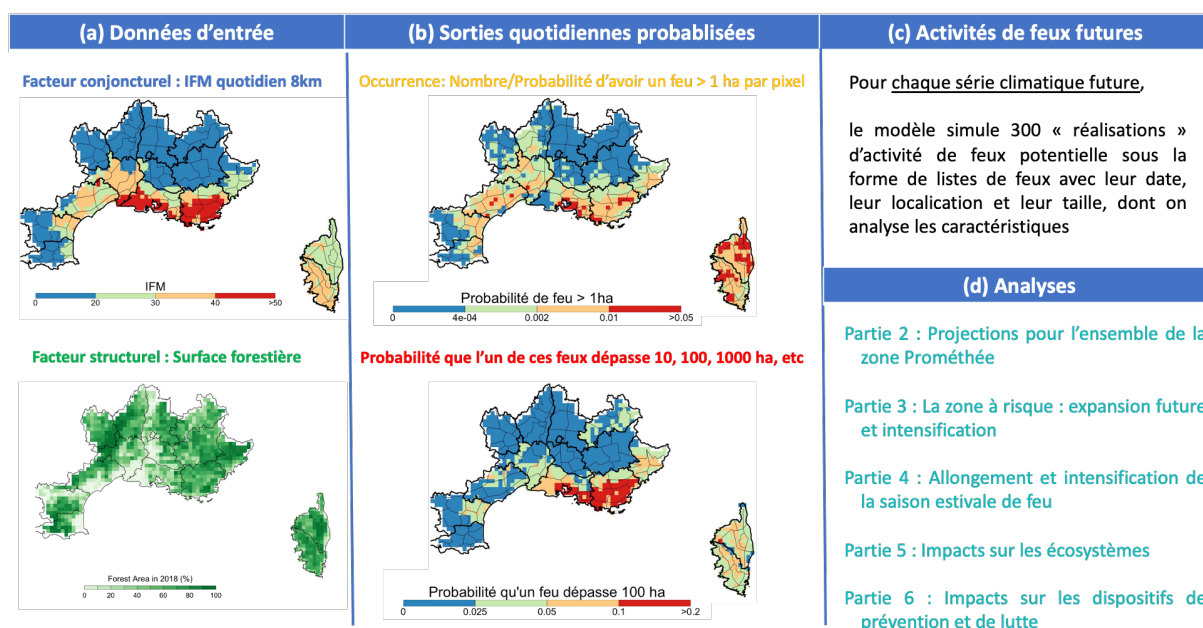 (a) Données d’entrée
Facteur conjoncturel : IFM quotidien 8km
IFM
0 20 30 40 >50
Facteur structurel : Surface forestière
Forest Area in 2018 (%)
0 20 40 60 80 100
(b) Sorties quotidiennes probablisées
Occurrence: Nombre/Probabilité d’avoir un feu > 1 ha par pixel
Probabilité de feu > 1ha
0 4e-04 0.002 0.01 >0.05
Probabilité que l’un de ces feux dépasse 10, 100, 1000 ha, etc
Probabilité qu'un feu dépasse 100 ha
0 0.025 0.05 0.1 >0.2
(c) Activités de feux futures
Pour chaque série climatique future,
le modèle simule 300 « réalisations »
d’activité de feux potentielle sous la
forme de listes de feux avec leur date,
leur localication et leur taille, dont on
analyse les caractéristiques
(d) Analyses
Partie 2 : Projections pour l’ensemble de la
zone Prométhée
Partie 3 : La zone à risque : expansion future
et intensification
Partie 4 : Allongement et intensification de
la saison estivale de feu
Partie 5 : Impacts sur les écosystèmes
Partie 6 : Impacts sur les dispositifs de
prévention et de lutte